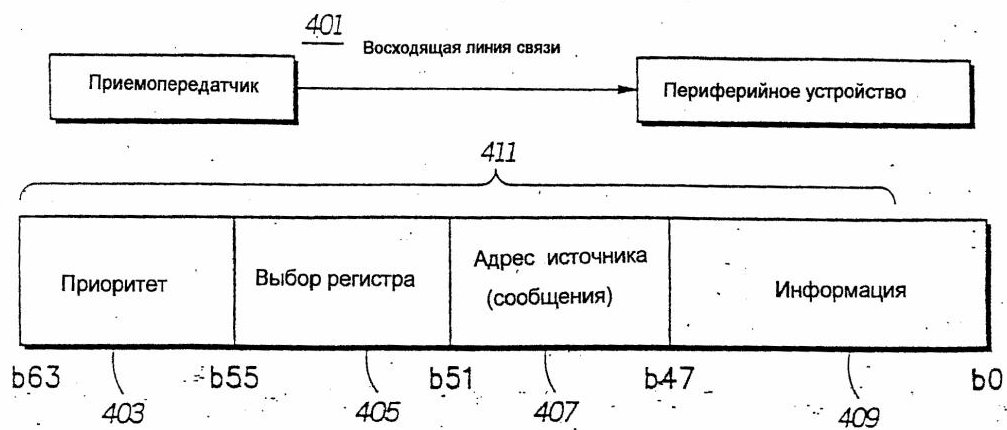 401
Восходящая линия связи
Приемопередатчик
Периферийное устройство
411
Приоритет
Выбор регистра
Адрес источника
(сообщения)
Информация
b63
b55
b51
b47
b0
403
405
407
409